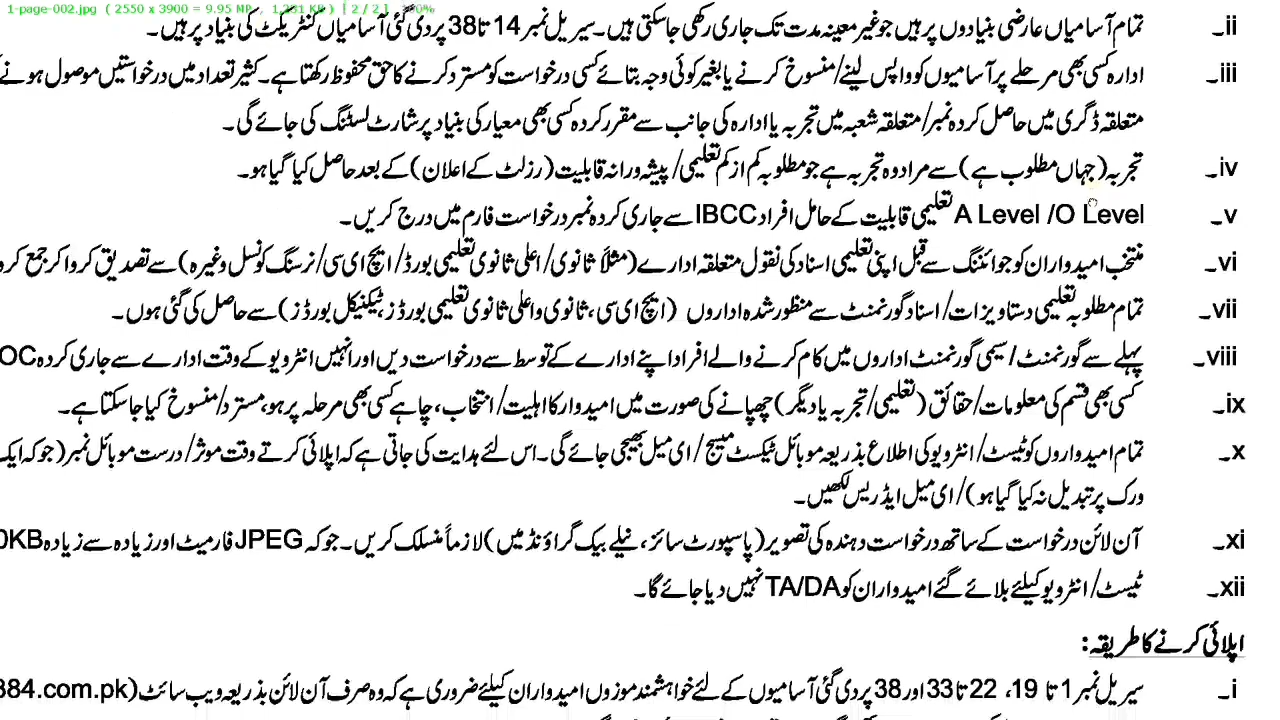 1-page-002.jpg ( 2550 x 3900 = 9.95 MP, 1,231 KB ) [ 2 / 2 ] 100%
ii۔ تمام آسامیاں عارضی بنیادوں پر ہیں جو غیر معینہ مدت تک جاری رکھی جاسکتی ہیں۔ سیریل نمبر 14 تا 38 پر دی گئی آسامیاں کنٹریکٹ کی بنیاد پر ہیں۔
iii۔ ادارہ کسی بھی مرحلے پر آسامیوں کو واپس لینے/ منسوخ کرنے یا بغیر کوئی وجہ بتائے کسی درخواست کو مسترد کرنے کا حق محفوظ رکھتا ہے۔ کثیر تعداد میں درخواستیں موصول ہونے
متعلقہ ڈگری میں حاصل کردہ نمبر/ متعلقہ شعبہ میں تجربہ یا ادارہ کی جانب سے مقرر کردہ کسی بھی معیار کی بنیاد پر شارٹ لسٹنگ کی جائے گی۔
iv۔ تجربہ (جہاں مطلوب ہے) سے مراد وہ تجربہ ہے جو مطلوبہ کم از کم تعلیمی/ پیشہ ورانہ قابلیت (رزلٹ کے اعلان) کے بعد حاصل کیا گیا ہو۔
v۔ A Level /O Level تعلیمی قابلیت کے حامل افراد IBCC سے جاری کردہ نمبر درخواست فارم میں درج کریں۔
vi۔ منتخب امیدواران کو جوائننگ سے قبل اپنی تعلیمی اسناد کی نقول متعلقہ ادارے (مثلاً ثانوی/ اعلی ثانوی تعلیمی بورڈ/ ایچ ای سی/ نرسنگ کونسل وغیرہ) سے تصدیق کروا کر جمع
vii۔ تمام مطلوبہ تعلیمی دستاویزات/ اسناد گورنمنٹ سے منظور شدہ اداروں (ایچ ای سی، ثانوی و اعلی ثانوی تعلیمی بورڈز، ٹیکنیکل بورڈز) سے حاصل کی گئی ہوں۔
viii۔ پہلے سے گورنمنٹ/ سیمی گورنمنٹ اداروں میں کام کرنے والے افراد اپنے ادارے کے توسط سے درخواست دیں اور انہیں انٹرویو کے وقت ادارے سے جاری کردہ OC
ix۔ کسی بھی قسم کی معلومات/ حقائق (تعلیمی/ تجربہ یا دیگر) چھپانے کی صورت میں امیدوار کا اہلیت/ انتخاب، چاہے کسی بھی مرحلہ پر ہو، مسترد/ منسوخ کیا جاسکتا ہے۔
x۔ تمام امیدواروں کو ٹیسٹ/ انٹرویو کی اطلاع بذریعہ موبائل ٹیکسٹ میسج/ ای میل بھیجی جائے گی۔ اس لئے ہدایت کی جاتی ہے کہ اپلائی کرتے وقت موثر/ درست موبائل نمبر (جو کہ ایک
ورک پر تبدیل نہ کیا گیا ہو)/ ای میل ایڈریس لکھیں۔
xi۔ آن لائن درخواست کے ساتھ درخواست دہندہ کی تصویر (پاسپورٹ سائز، نیلے بیک گراؤنڈ میں) لازماً منسلک کریں۔ جو کہ JPEG فارمیٹ اور زیادہ سے زیادہ 0KB
xii۔ ٹیسٹ/ انٹرویو کیلئے بلائے گئے امیدواران کو TA/DA نہیں دیا جائے گا۔
اپلائی کرنے کا طریقہ:
i۔ سیریل نمبر 1 تا 19، 22 تا 33 اور 38 پر دی گئی آسامیوں کے لئے خواہشمند موزوں امیدواران کیلئے ضروری ہے کہ وہ صرف آن لائن بذریعہ ویب سائٹ (384.com.pk